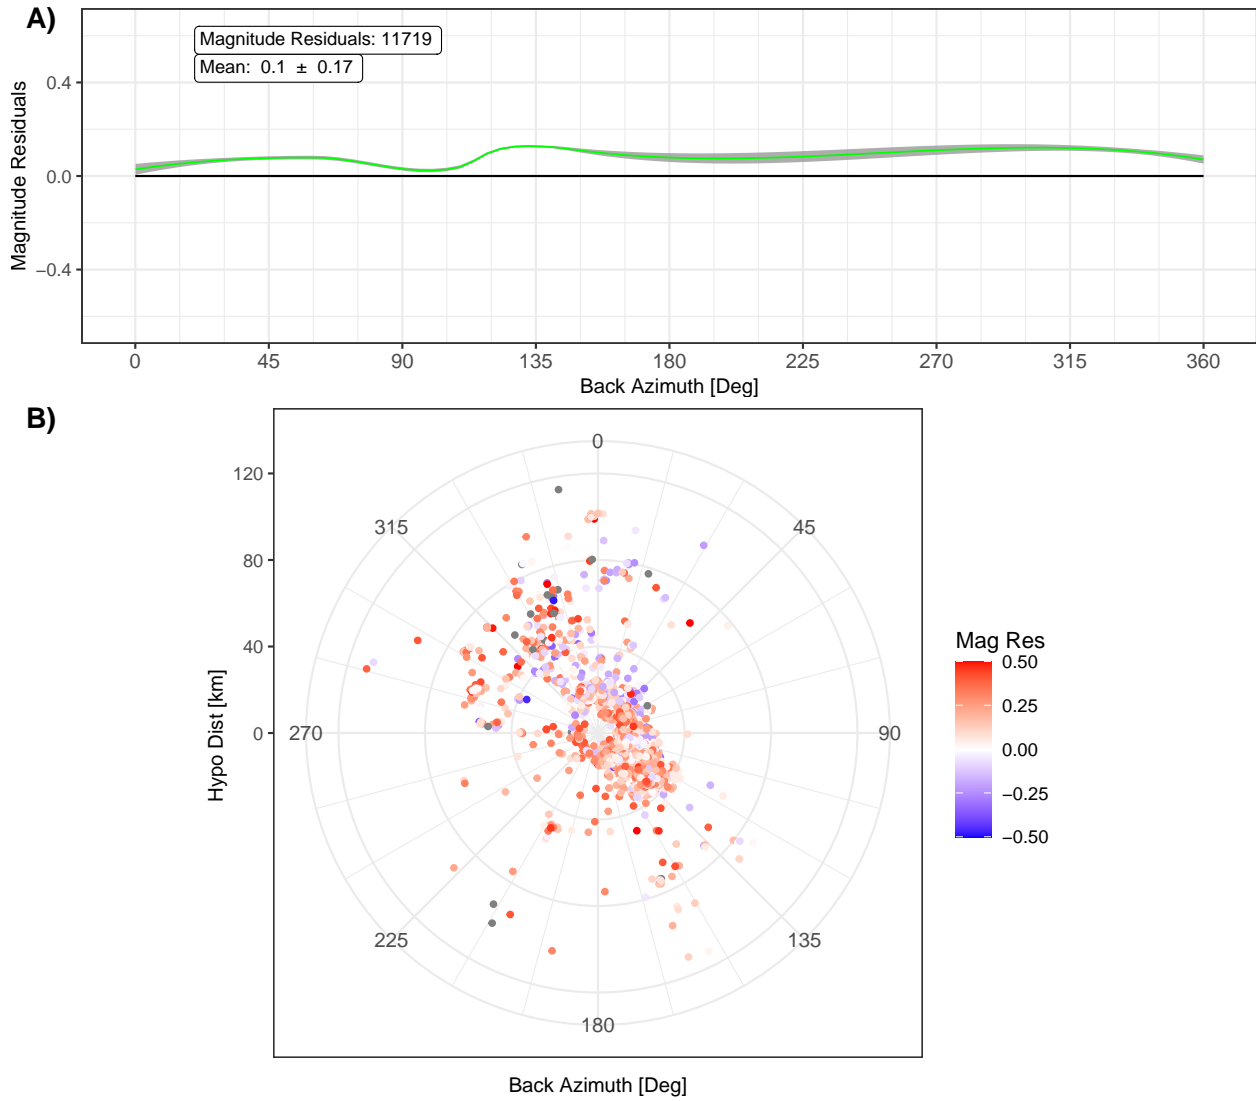 A)
Magnitude Residuals: 11719
Mean:  0.1  ±  0.17
Magnitude Residuals
0.4
0.0
−0.4
0 45 90 135 180 225 270 315 360
Back Azimuth [Deg]
B)
Hypo Dist [km]
120
80
40
0
0
45
90
135
180
225
270
315
Back Azimuth [Deg]
Mag Res
0.50
0.25
0.00
−0.25
−0.50